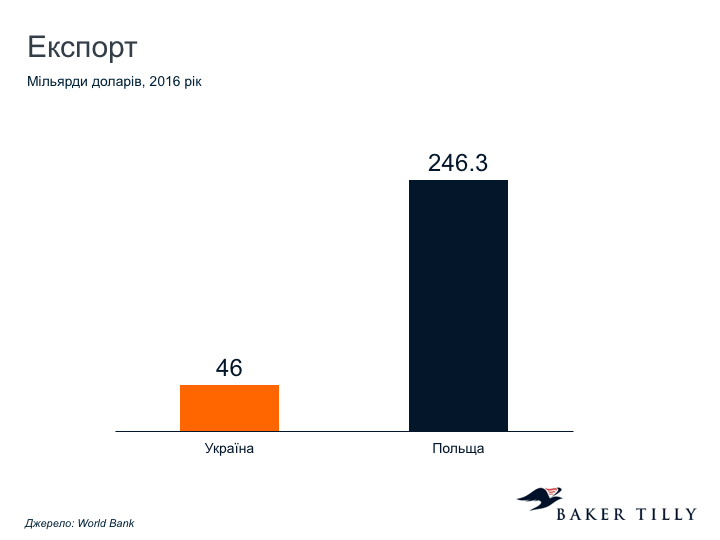 Експорт
Мільярди доларів, 2016 рік
246.3
46
Україна
Польща
BAKER TILLY
Джерело: World Bank